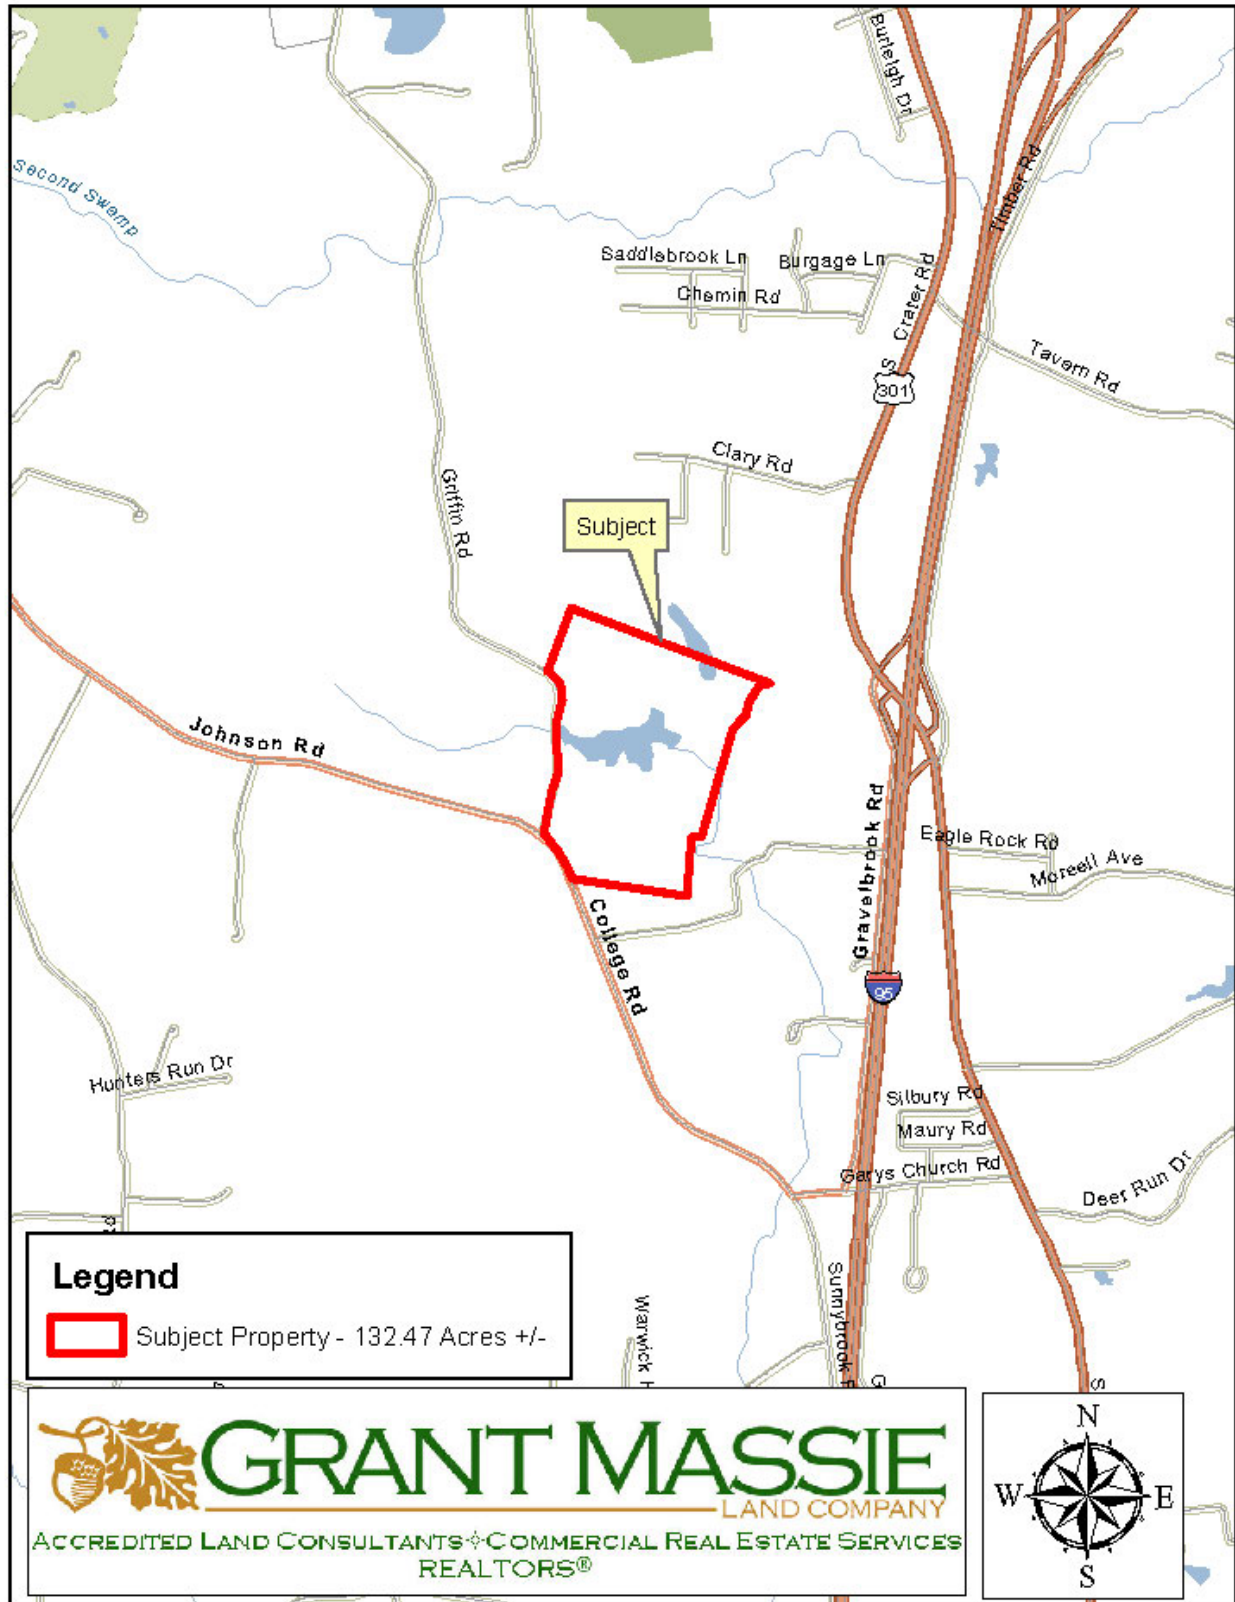 Burleigh Dr
Second Swamp
Timber Rd
Saddlebrook Ln
Burgage Ln
Chemin Rd
S Crater Rd
Tavern Rd
301
Clary Rd
Griffin Rd
Subject
Johnson Rd
Gravelbrook Rd
Eagle Rock Rd
Moreell Ave
College Rd
95
Hunters Run Dr
Silbury Rd
Maury Rd
Garys Church Rd
Deer Run Dr
Sunnybrook
Warwick
S
Legend
Subject Property - 132.47 Acres +/-
GRANT MASSIE
LAND COMPANY
ACCREDITED LAND CONSULTANTS✧COMMERCIAL REAL ESTATE SERVICES
REALTORS®
N
W E
S